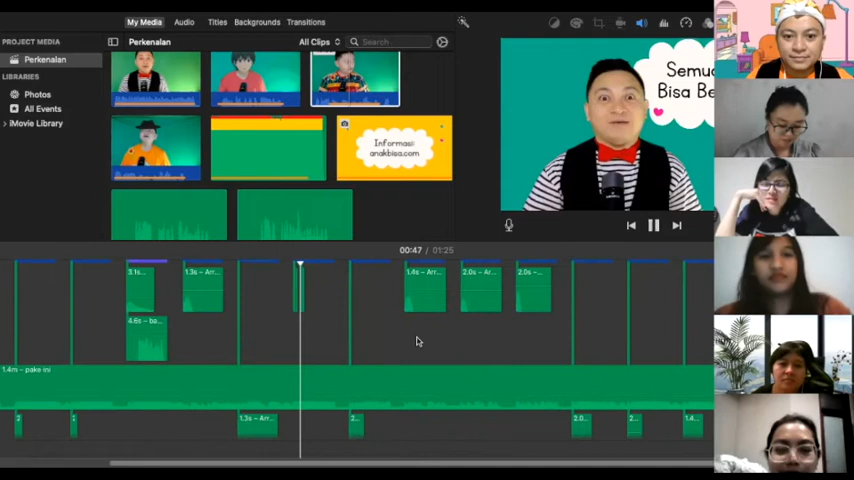 My Media
Audio
Titles
Backgrounds
Transitions
PROJECT MEDIA
Perkenalan
All Clips
Search
Perkenalan
LIBRARIES
Photos
All Events
iMovie Library
Informasi:
anakbisa.com
Semua
Bisa Be
00:47 / 01:25
3.1s...
1.3s – Arr...
1.4s – Arr...
2.0s – Ar...
2.0s –...
4.6s – ba...
1.4m – pake ini
2
1.3s – Arr...
2...
2.0...
2...
1.4...